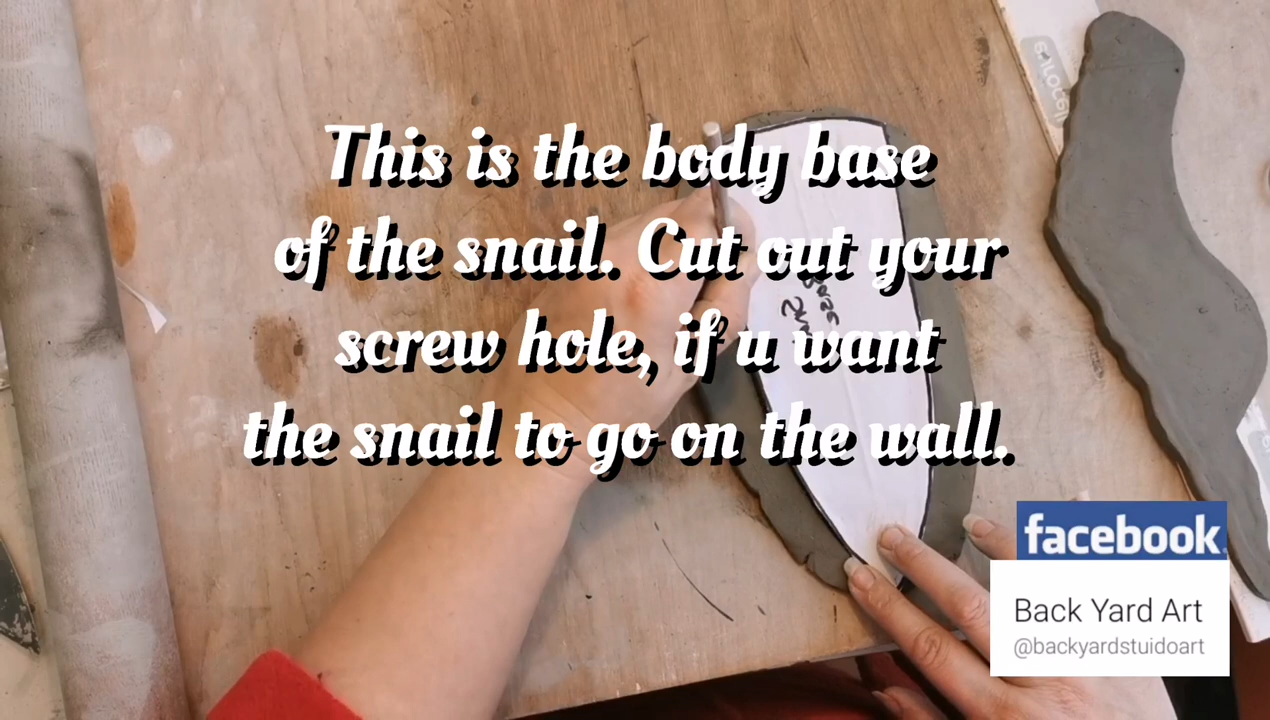 This is the body base
of the snail. Cut out your
screw hole, if u want
the snail to go on the wall.
facebook
Back Yard Art
@backyardstuidoart